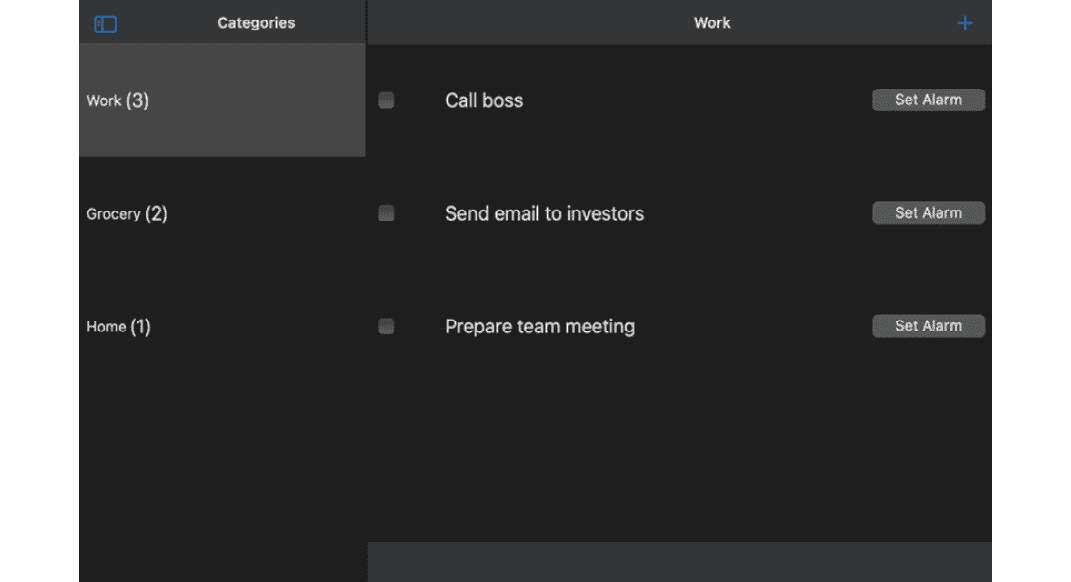 Categories
Work (3)
Grocery (2)
Home (1)
Work
Call boss
Set Alarm
Send email to investors
Set Alarm
Prepare team meeting
Set Alarm